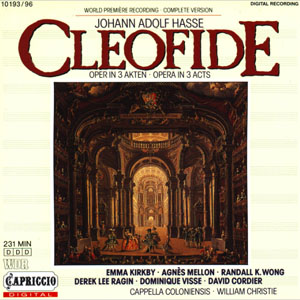 10193/96
WORLD PREMIÈRE RECORDING · COMPLETE VERSION
DIGITAL RECORDING
JOHANN ADOLF HASSE
CLEOFIDE
OPER IN 3 AKTEN · OPERA IN 3 ACTS
231 MIN
DDD
WDR
CAPRICCIO
DIGITAL
EMMA KIRKBY · AGNÈS MELLON · RANDALL K. WONG
DEREK LEE RAGIN · DOMINIQUE VISSE · DAVID CORDIER
CAPPELLA COLONIENSIS · WILLIAM CHRISTIE